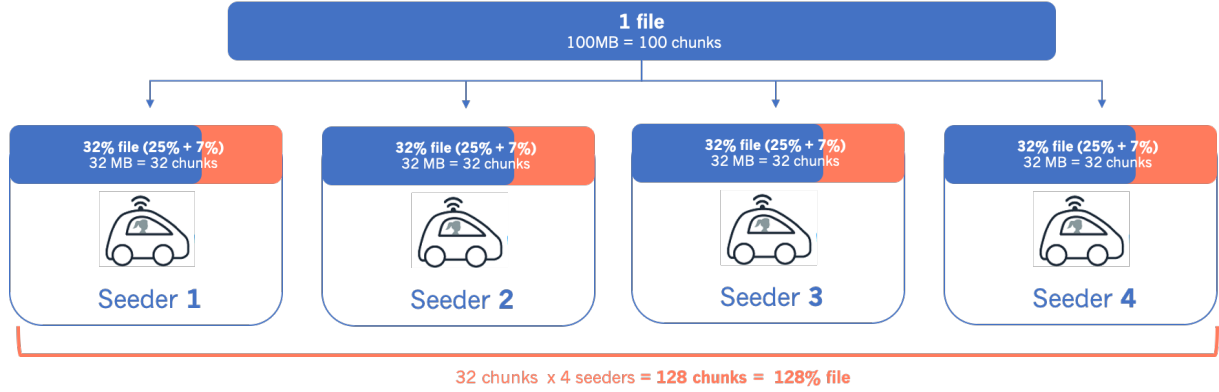 1 file
100MB = 100 chunks
32% file (25% + 7%)
32 MB = 32 chunks
Seeder 1
32% file (25% + 7%)
32 MB = 32 chunks
Seeder 2
32% file (25% + 7%)
32 MB = 32 chunks
Seeder 3
32% file (25% + 7%)
32 MB = 32 chunks
Seeder 4
32 chunks x 4 seeders = 128 chunks = 128% file